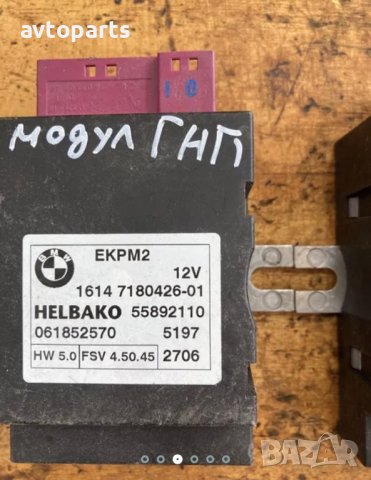 avtoparts
10
модул ГНП
BMW
EKPM2
12V
1614 7180426-01
HELBAKO 55892110
061852570 5197
HW 5.0 FSV 4.50.45 2706
BAZAR